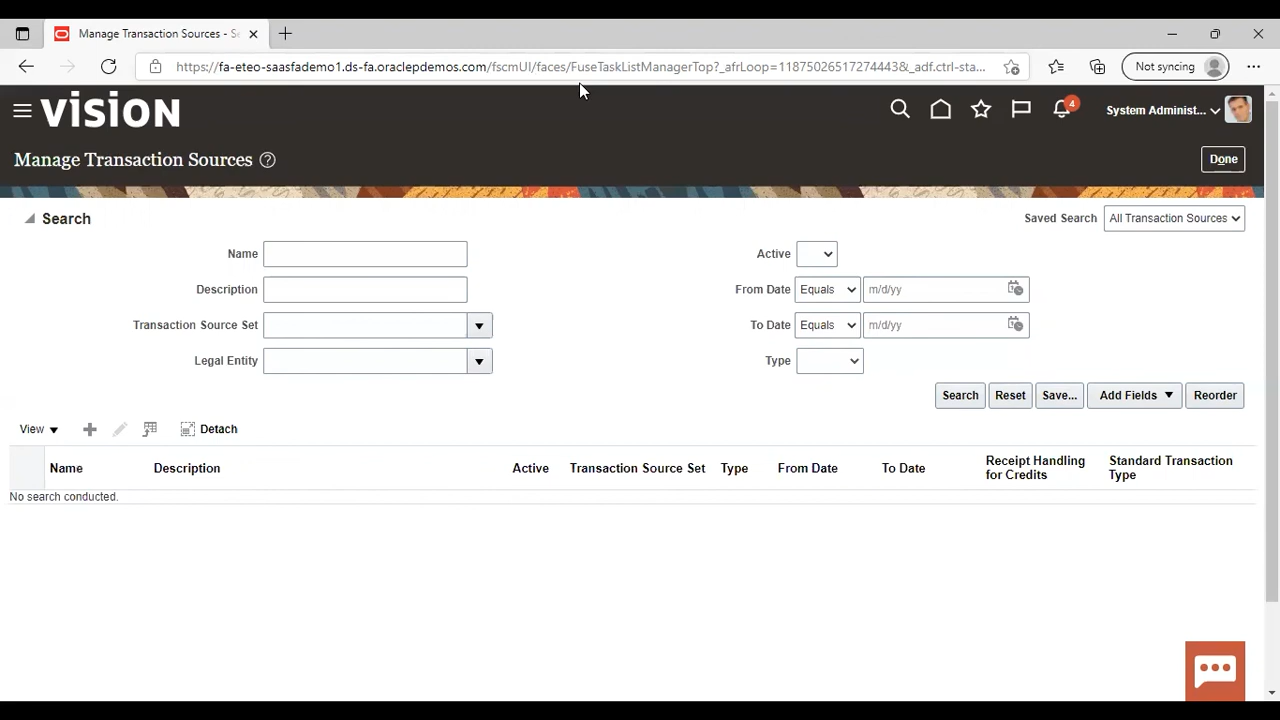 Manage Transaction Sources - Se
https://fa-eteo-saasfademo1.ds-fa.oraclepdemos.com/fscmUI/faces/FuseTaskListManagerTop?_afrLoop=11875026517274443&_adf.ctrl-sta...
Not syncing
VISION
4
System Administ...
Manage Transaction Sources
Done
Search
Saved Search All Transaction Sources
Name
Active
Description
From Date Equals m/d/yy
Transaction Source Set
To Date Equals m/d/yy
Legal Entity
Type
Search Reset Save... Add Fields Reorder
View Detach
Name Description Active Transaction Source Set Type From Date To Date Receipt Handling for Credits Standard Transaction Type
No search conducted.